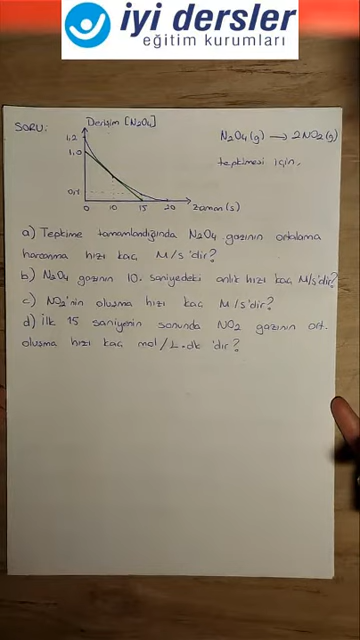 iyi dersler
eğitim kurumları
SORU:
Derişim [N₂O₄]
1,2
1,0
0,1
0 10 15 20 Zaman (s)
N₂O₄(g) → 2NO₂(g)
tepkimesi için,
a) Tepkime tamamlandığında N₂O₄ gazının ortalama
harcanma hızı kaç M/s'dir?
b) N₂O₄ gazının 10. saniyedeki anlık hızı kaç M/s'dir?
c) NO₂'nin oluşma hızı kaç M/s'dir?
d) İlk 15 saniyenin sonunda NO₂ gazının ort.
oluşma hızı kaç mol/L.dk 'dır?